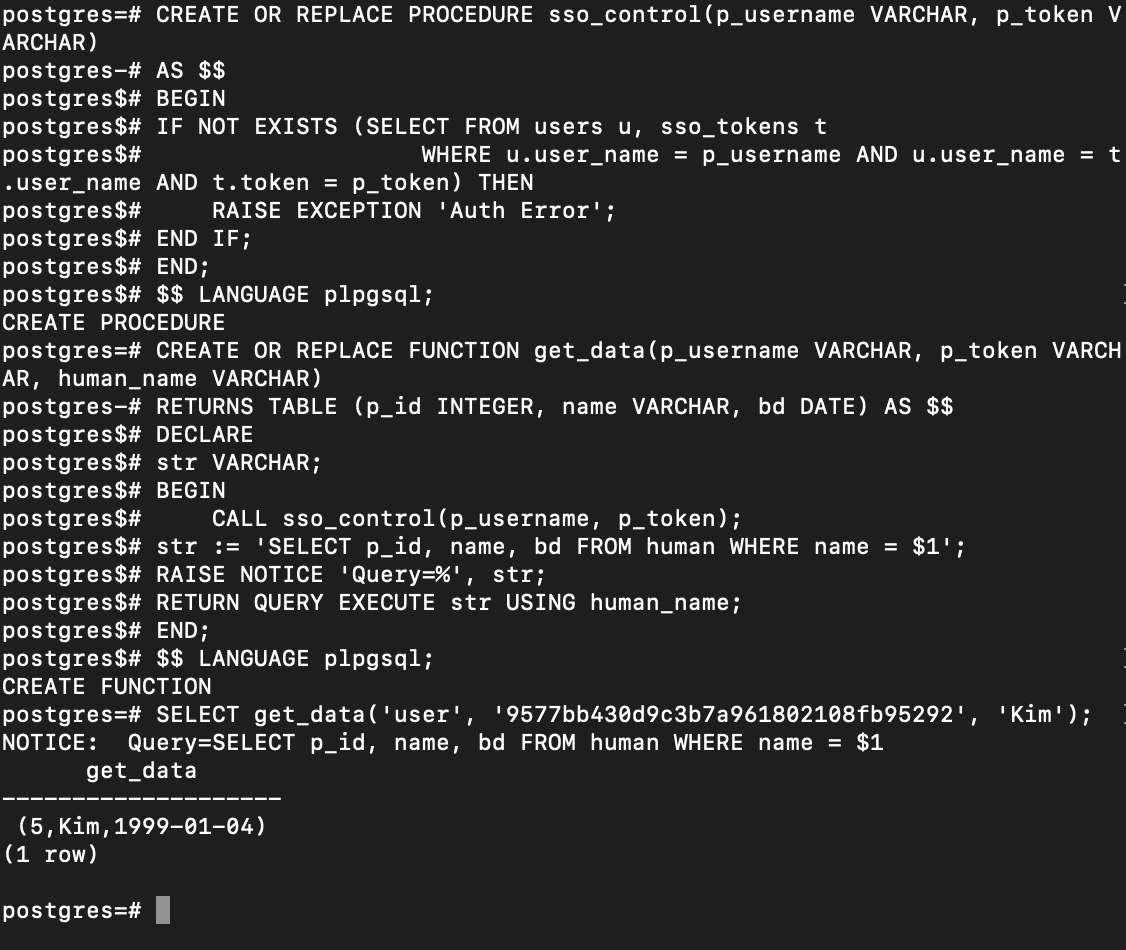 postgres=# CREATE OR REPLACE PROCEDURE sso_control(p_username VARCHAR, p_token V
ARCHAR)
postgres-# AS $$
postgres$# BEGIN
postgres$# IF NOT EXISTS (SELECT FROM users u, sso_tokens t
postgres$#                    WHERE u.user_name = p_username AND u.user_name = t
.user_name AND t.token = p_token) THEN
postgres$#     RAISE EXCEPTION 'Auth Error';
postgres$# END IF;
postgres$# END;
postgres$# $$ LANGUAGE plpgsql;
CREATE PROCEDURE
postgres=# CREATE OR REPLACE FUNCTION get_data(p_username VARCHAR, p_token VARCH
AR, human_name VARCHAR)
postgres-# RETURNS TABLE (p_id INTEGER, name VARCHAR, bd DATE) AS $$
postgres$# DECLARE
postgres$# str VARCHAR;
postgres$# BEGIN
postgres$#     CALL sso_control(p_username, p_token);
postgres$# str := 'SELECT p_id, name, bd FROM human WHERE name = $1';
postgres$# RAISE NOTICE 'Query=%', str;
postgres$# RETURN QUERY EXECUTE str USING human_name;
postgres$# END;
postgres$# $$ LANGUAGE plpgsql;
CREATE FUNCTION
postgres=# SELECT get_data('user', '9577bb430d9c3b7a961802108fb95292', 'Kim');
NOTICE:  Query=SELECT p_id, name, bd FROM human WHERE name = $1
      get_data
--------------------
 (5,Kim,1999-01-04)
(1 row)
postgres=#